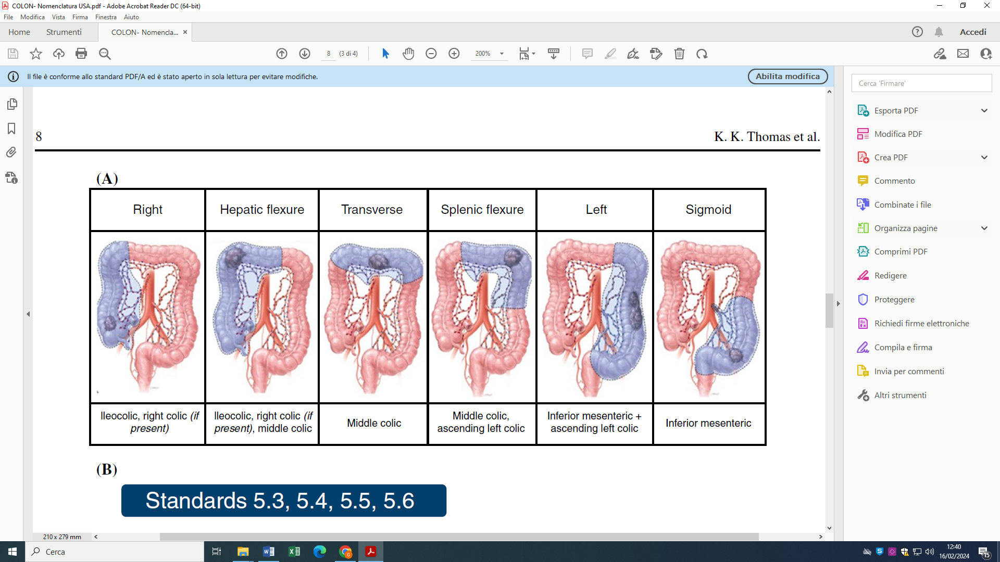 COLON- Nomenclatura USA.pdf - Adobe Acrobat Reader DC (64-bit)
File Modifica Vista Firma Finestra Aiuto
Home Strumenti COLON- Nomencla... Accedi
8 (3 di 4) 200%
Il file è conforme allo standard PDF/A ed è stato aperto in sola lettura per evitare modifiche. Abilita modifica
Cerca 'Firmare'
Esporta PDF
Modifica PDF
Crea PDF
Commento
Combinate i file
Organizza pagine
Comprimi PDF
Redigere
Proteggere
Richiedi firme elettroniche
Compila e firma
Invia per commenti
Altri strumenti
8 K. K. Thomas et al.
(A)
Right Hepatic flexure Transverse Splenic flexure Left Sigmoid
Ileocolic, right colic (if present)
Ileocolic, right colic (if present), middle colic
Middle colic
Middle colic, ascending left colic
Inferior mesenteric + ascending left colic
Inferior mesenteric
(B)
Standards 5.3, 5.4, 5.5, 5.6
210 x 279 mm
Cerca
12:40
16/02/2024
15